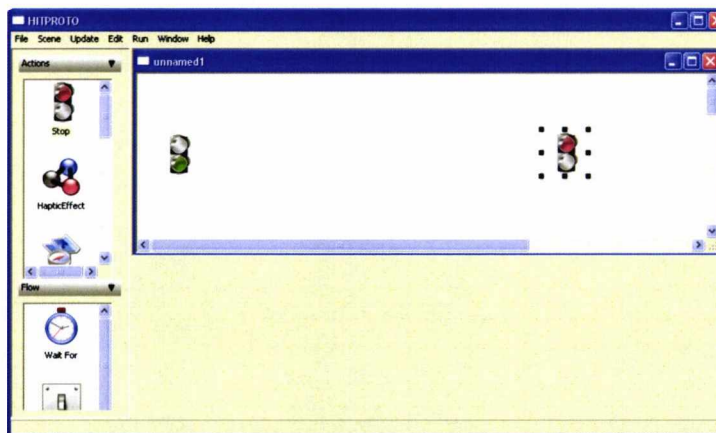 HITPROTO
File Scene Update Edit Run Window Help
Actions
unnamed1
Stop
HapticEffect
Flow
Wait For